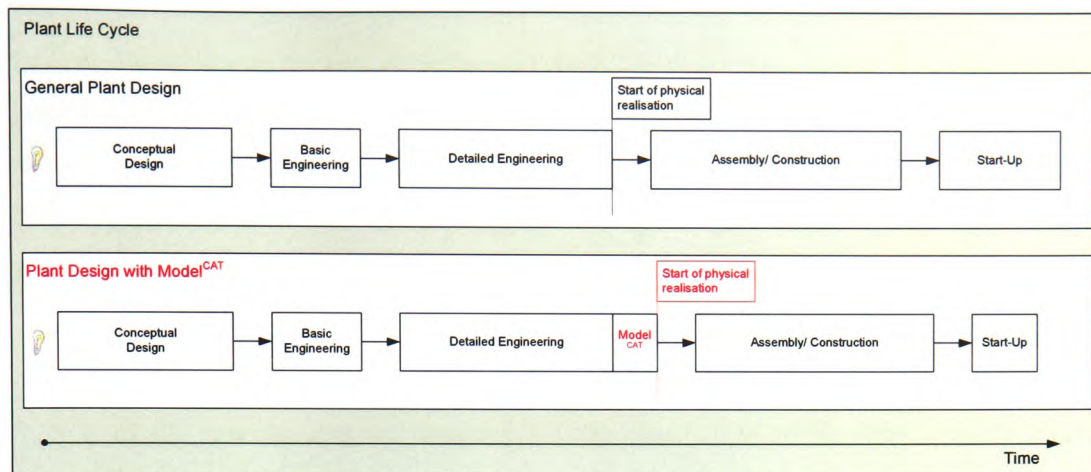 Plant Life Cycle
General Plant Design
Start of physical
realisation
Conceptual
Design
Basic
Engineering
Detailed Engineering
Assembly/ Construction
Start-Up
Plant Design with Model^CAT
Start of physical
realisation
Conceptual
Design
Basic
Engineering
Detailed Engineering
Model
CAT
Assembly/ Construction
Start-Up
Time